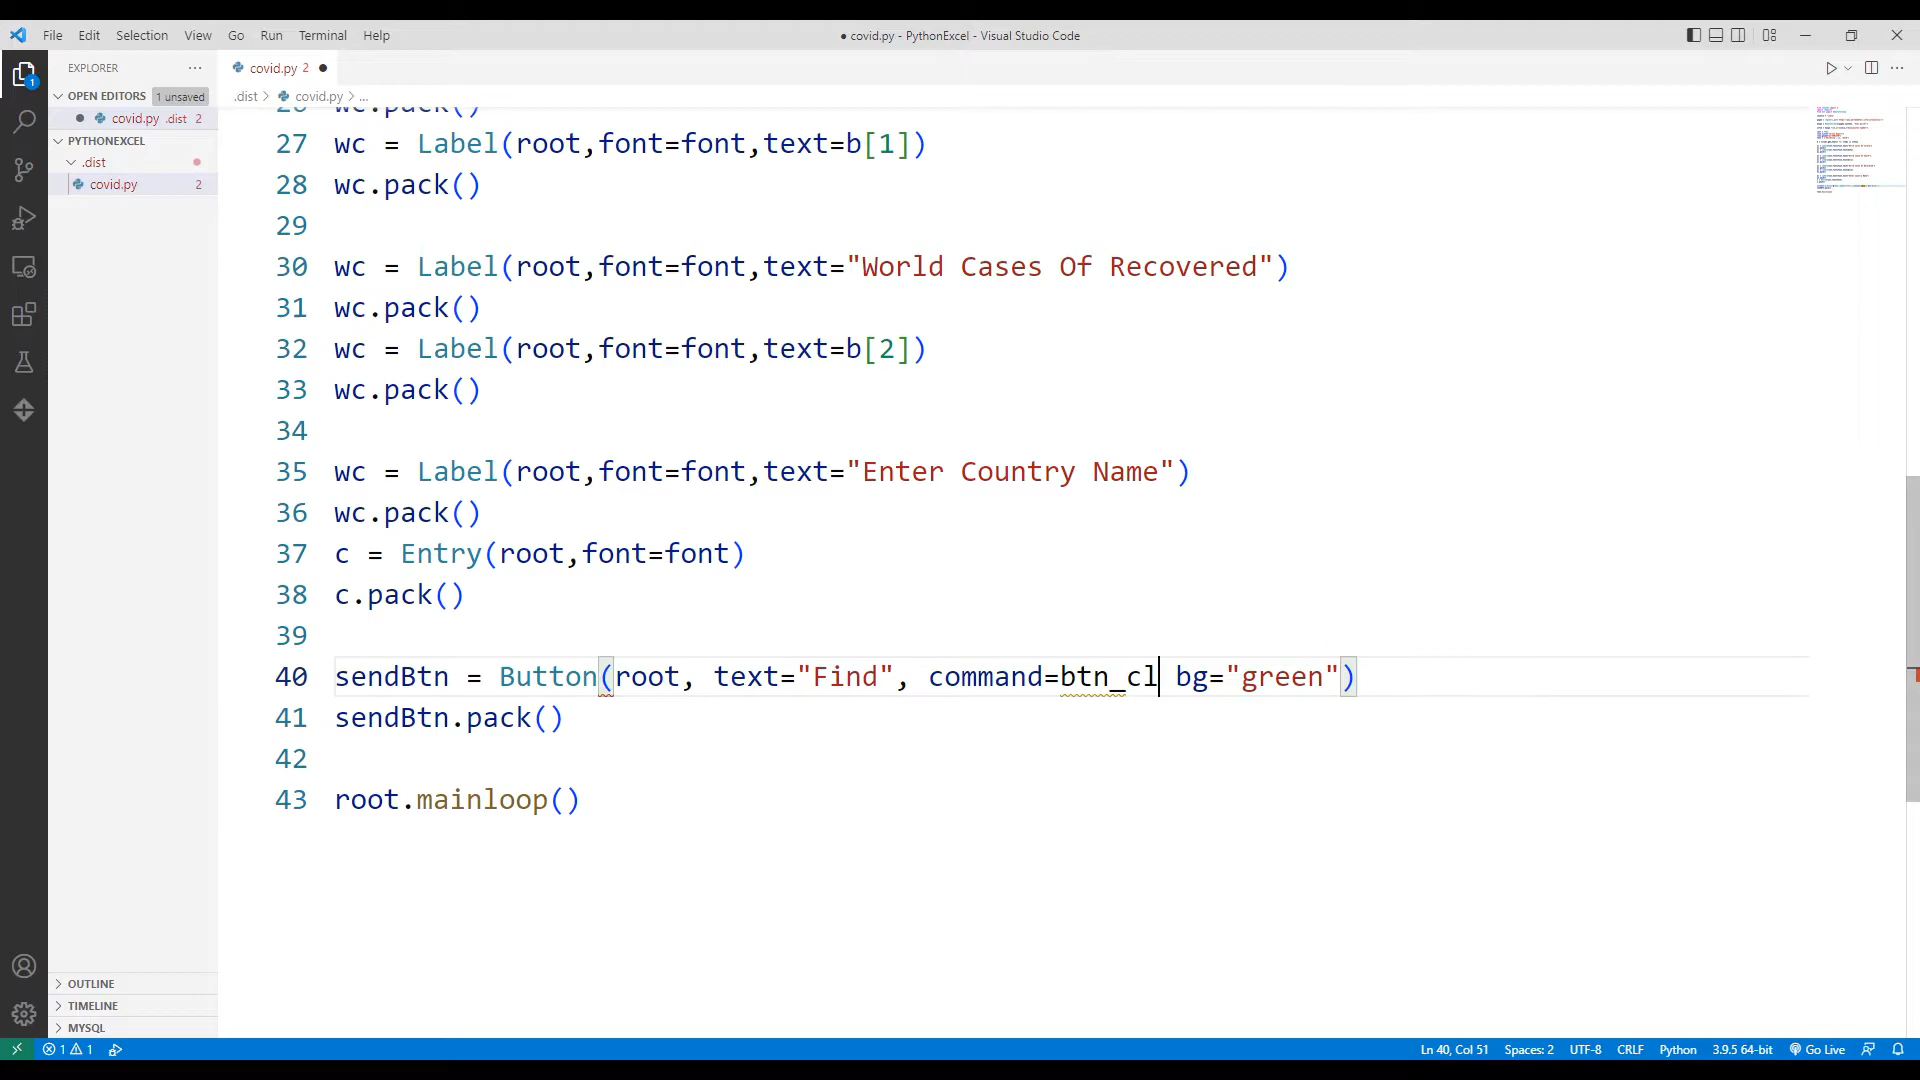 File Edit Selection View Go Run Terminal Help
● covid.py - PythonExcel - Visual Studio Code
EXPLORER ...
covid.py 2 ●
OPEN EDITORS 1 unsaved
.dist > covid.py > ...
● covid.py .dist 2
PYTHONEXCEL
.dist
covid.py 2
26 wc.pack()
27 wc = Label(root,font=font,text=b[1])
28 wc.pack()
29
30 wc = Label(root,font=font,text="World Cases Of Recovered")
31 wc.pack()
32 wc = Label(root,font=font,text=b[2])
33 wc.pack()
34
35 wc = Label(root,font=font,text="Enter Country Name")
36 wc.pack()
37 c = Entry(root,font=font)
38 c.pack()
39
40 sendBtn = Button(root, text="Find", command=btn_cl bg="green")
41 sendBtn.pack()
42
43 root.mainloop()
OUTLINE
TIMELINE
MYSQL
1 1 Ln 40, Col 51 Spaces: 2 UTF-8 CRLF Python 3.9.5 64-bit Go Live